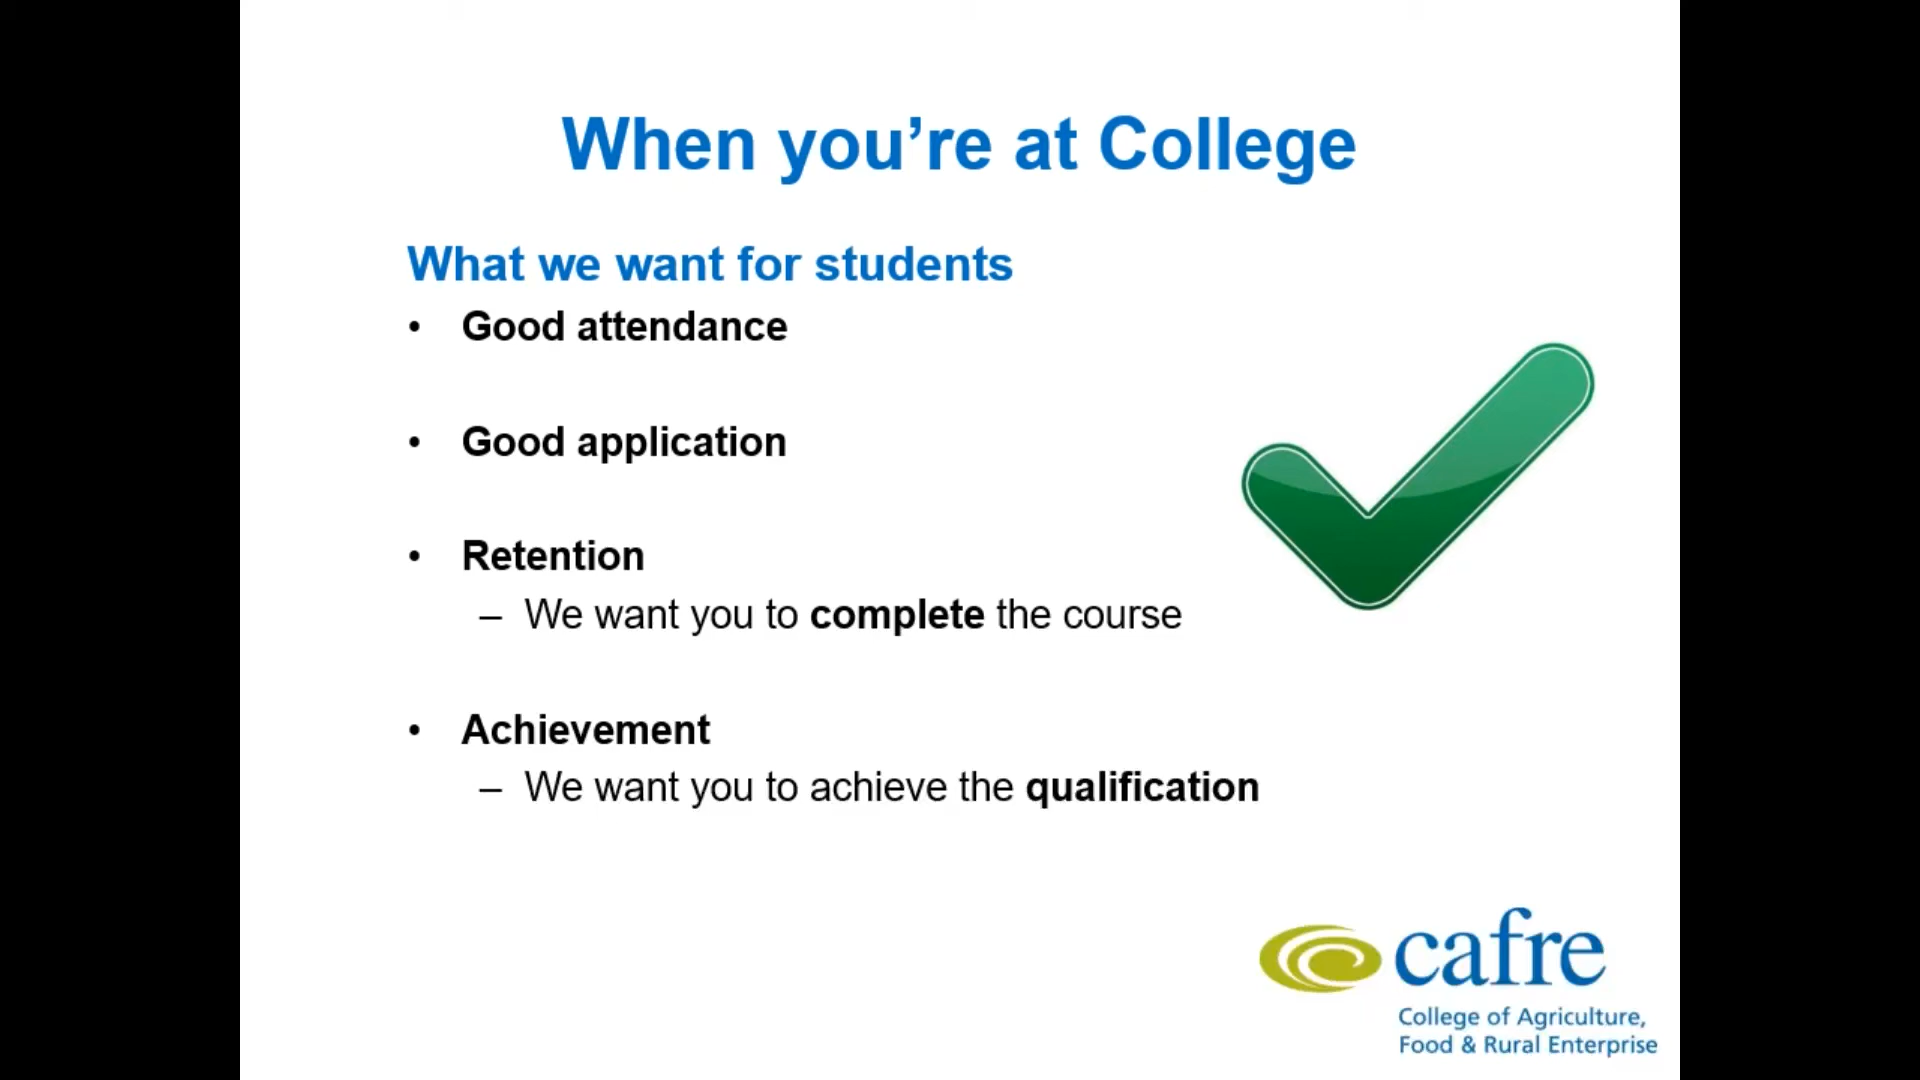 When you’re at College
What we want for students
• Good attendance
• Good application
• Retention
– We want you to complete the course
• Achievement
– We want you to achieve the qualification
cafre
College of Agriculture,
Food & Rural Enterprise